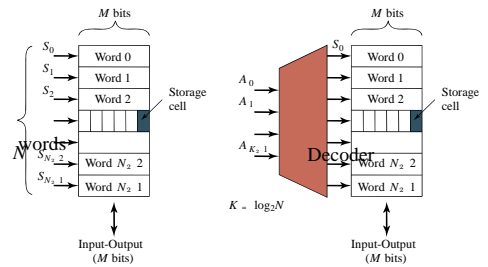 M bits
S0
Word 0
S1
Word 1
S2
Word 2
Storage
cell
N words
SN2 2
Word N2 2
SN2 1
Word N2 1
Input-Output
(M bits)
M bits
S0
Word 0
A0
Word 1
A1
Word 2
Storage
cell
AK2 1
Decoder
Word N2 2
Word N2 1
K = log2N
Input-Output
(M bits)